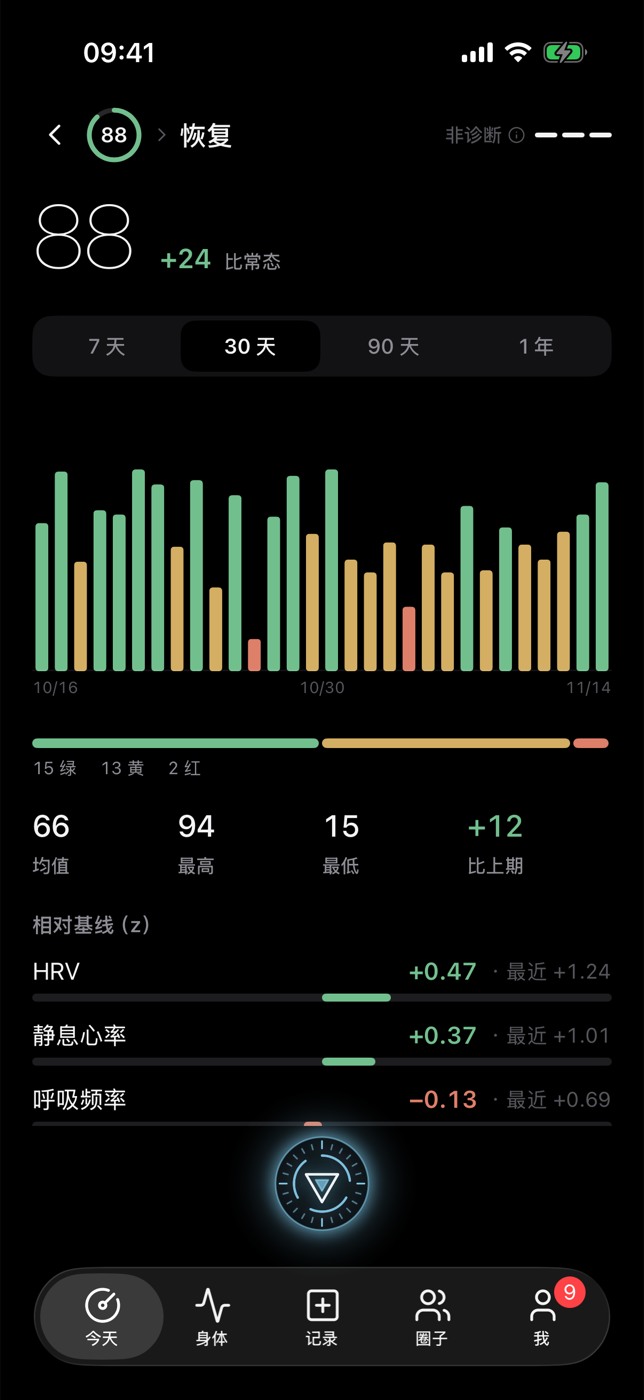 09:41
88 恢复 非诊断
88 +24 比常态
7 天 30 天 90 天 1 年
10/16 10/30 11/14
15 绿 13 黄 2 红
66 94 15 +12
均值 最高 最低 比上期
相对基线 (z)
HRV +0.47 · 最近 +1.24
静息心率 +0.37 · 最近 +1.01
呼吸频率 −0.13 · 最近 +0.69
9
今天 身体 记录 圈子 我